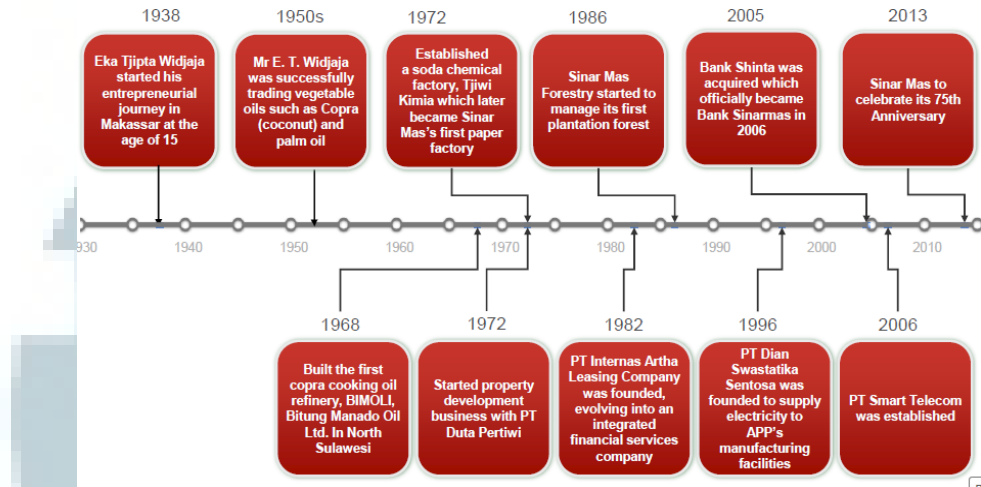 1938
Eka Tjipta Widjaja
started his
entrepreneurial
journey in
Makassar at the
age of 15
1950s
Mr E. T. Widjaja
was successfully
trading vegetable
oils such as Copra
(coconut) and
palm oil
1972
Established
a soda chemical
factory, Tjiwi
Kimia which later
became Sinar
Mas's first paper
factory
1986
Sinar Mas
Forestry started to
manage its first
plantation forest
2005
Bank Shinta was
acquired which
officially became
Bank Sinarmas in
2006
2013
Sinar Mas to
celebrate its 75th
Anniversary
930
1940
1950
1960
1970
1980
1990
2000
2010
1968
Built the first
copra cooking oil
refinery, BIMOLI,
Bitung Manado Oil
Ltd. In North
Sulawesi
1972
Started property
development
business with PT
Duta Pertiwi
1982
PT Internas Artha
Leasing Company
was founded,
evolving into an
integrated
financial services
company
1996
PT Dian
Swastatika
Sentosa was
founded to supply
electricity to
APP's
manufacturing
facilities
2006
PT Smart Telecom
was established